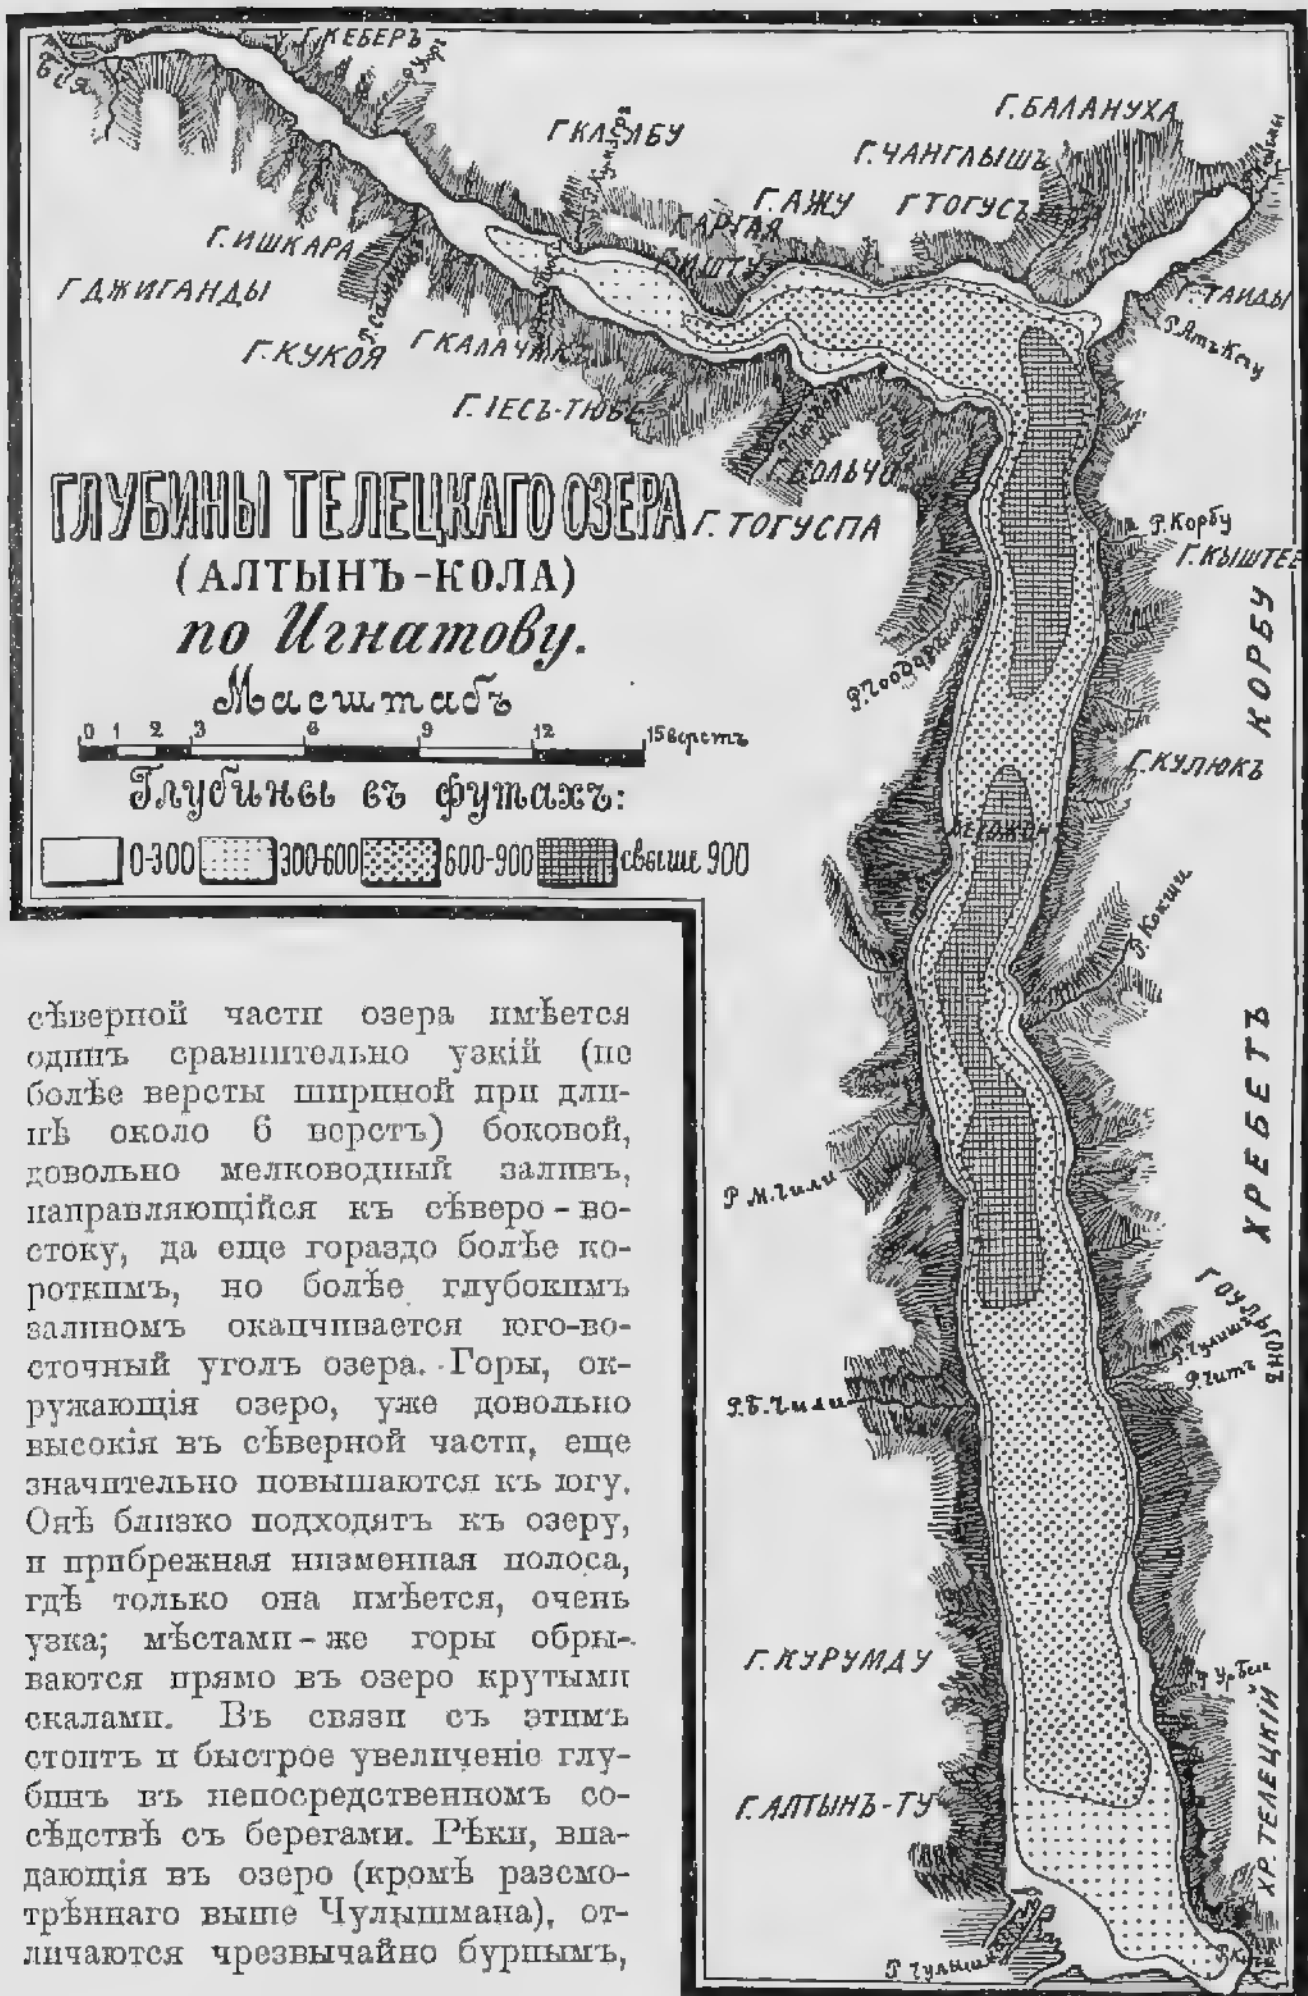 Г. КЕБЕРЪ
Бія
Г. БАЛАНУХА
Г. ЧАНГЛЫШЪ
Г. АЖУ
Г. ТОГУСЪ
Г. ИШКАРА
Г. ДЖИГАНДЫ
Г. КУКОЯ
Г. ТАИДЫ
ГЛУБИНЫ ТЕЛЕЦКАГО ОЗЕРА
(АЛТЫНЪ-КОЛА)
по Игнатову.
Г. ТОГУСПА
Р. Корбу
Г. КЫШТЕЕ
КОРБУ
Масштабъ
0 1 2 3 6 9 12 15 верстъ
Глубины въ футахъ:
0-300 300-600 600-900 свыше 900
Г. КУЛЮКЪ
Р. Кокши
ХРЕБЕТЪ
Р. М. Чили
Р. Б. Чили
Р. Чулишъ
Р. Читъ
Г. КУРУМДУ
Г. АЛТЫНЪ-ТУ
ХР. ТЕЛЕЦКІЙ
сѣверной части озера имѣется
одинъ сравнительно узкій (не
болѣе версты шириной при дли-
нѣ около 6 верстъ) боковой,
довольно мелководный заливъ,
направляющійся къ сѣверо-во-
стоку, да еще гораздо болѣе ко-
роткимъ, но болѣе глубокимъ
заливомъ оканчивается юго-во-
сточный уголъ озера. Горы, ок-
ружающія озеро, уже довольно
высокія въ сѣверной части, еще
значительно повышаются къ югу.
Онѣ близко подходятъ къ озеру,
и прибрежная низменная полоса,
гдѣ только она имѣется, очень
узка; мѣстами-же горы обры-
ваются прямо въ озеро крутыми
скалами. Въ связи съ этимъ
стоитъ и быстрое увеличеніе глу-
бинъ въ непосредственномъ со-
сѣдствѣ съ берегами. Рѣки, впа-
дающія въ озеро (кромѣ разсмо-
трѣннаго выше Чулышмана), от-
личаются чрезвычайно бурнымъ,